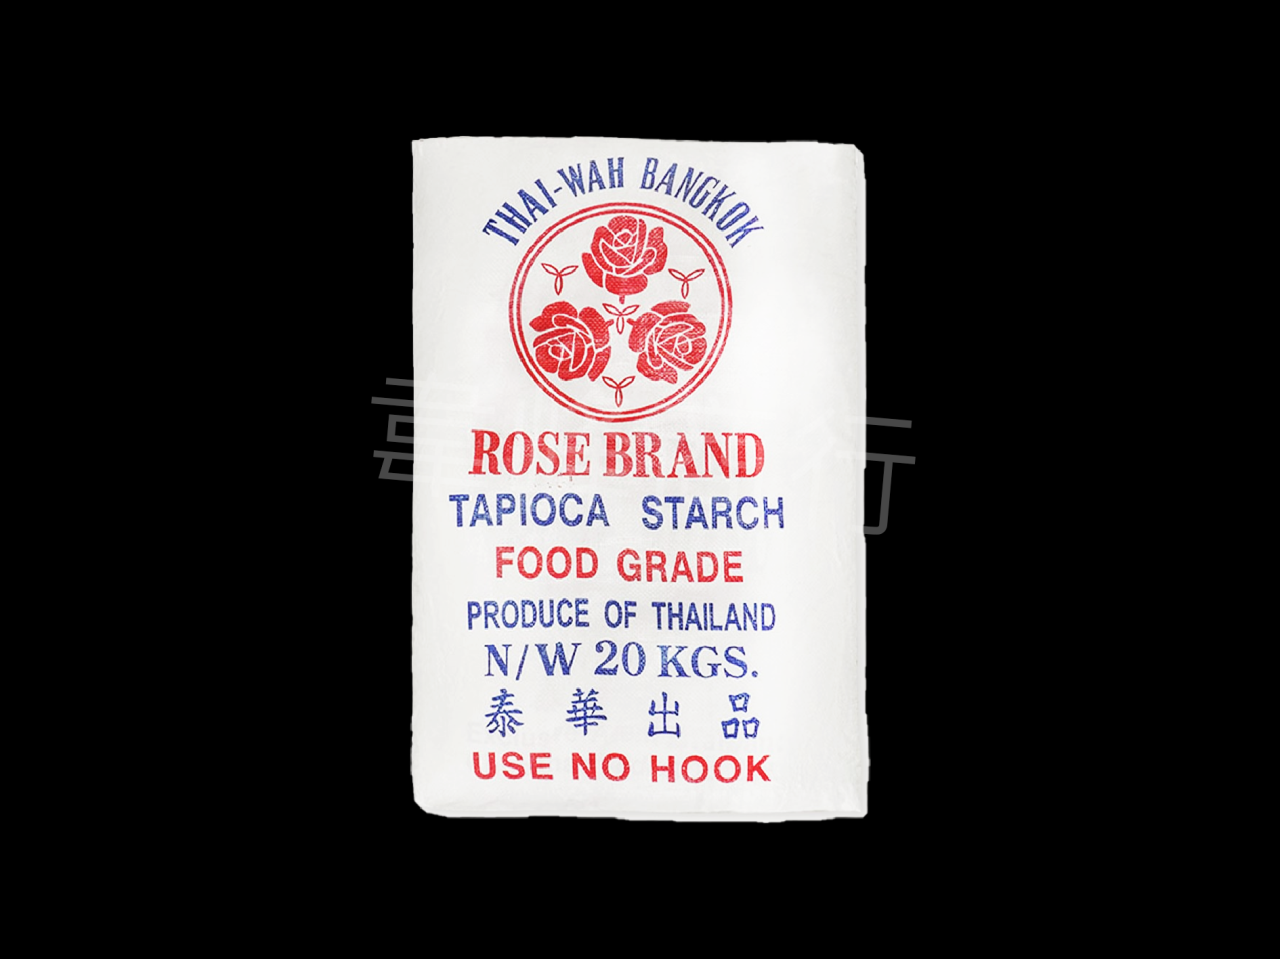 THAI-WAH BANGKOK
ROSE BRAND
TAPIOCA STARCH
FOOD GRADE
PRODUCE OF THAILAND
N/W 20 KGS.
泰華出品
USE NO HOOK